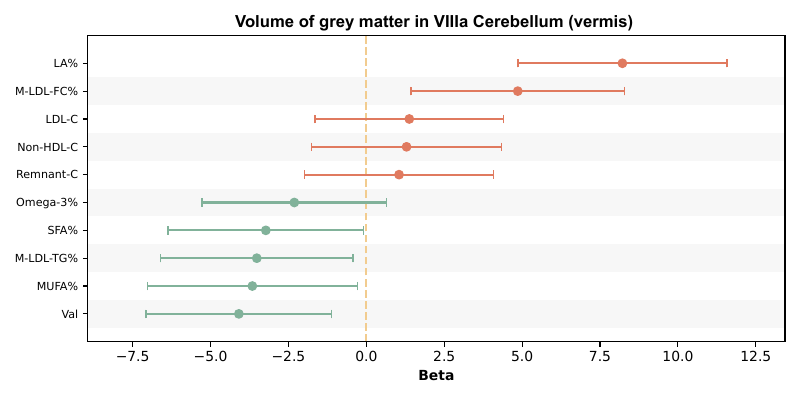 Volume of grey matter in VIIIa Cerebellum (vermis)
LA%
M-LDL-FC%
LDL-C
Non-HDL-C
Remnant-C
Omega-3%
SFA%
M-LDL-TG%
MUFA%
Val
−7.5 −5.0 −2.5 0.0 2.5 5.0 7.5 10.0 12.5
Beta